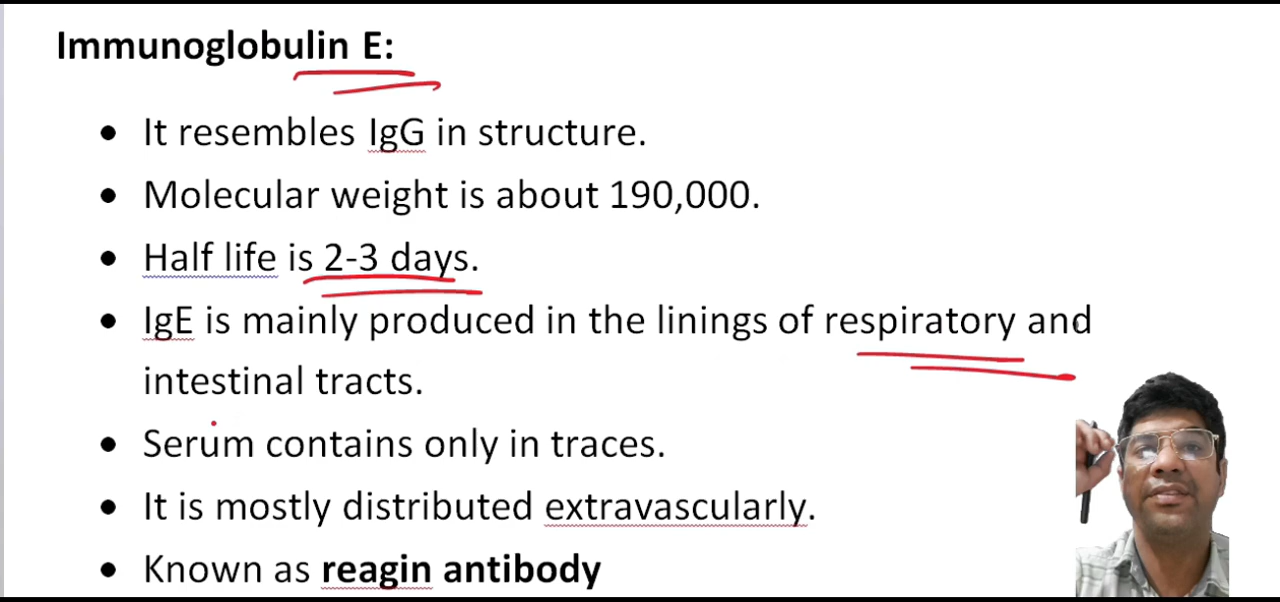 Immunoglobulin E:
• It resembles IgG in structure.
• Molecular weight is about 190,000.
• Half life is 2-3 days.
• IgE is mainly produced in the linings of respiratory and
intestinal tracts.
• Serum contains only in traces.
• It is mostly distributed extravascularly.
• Known as reagin antibody